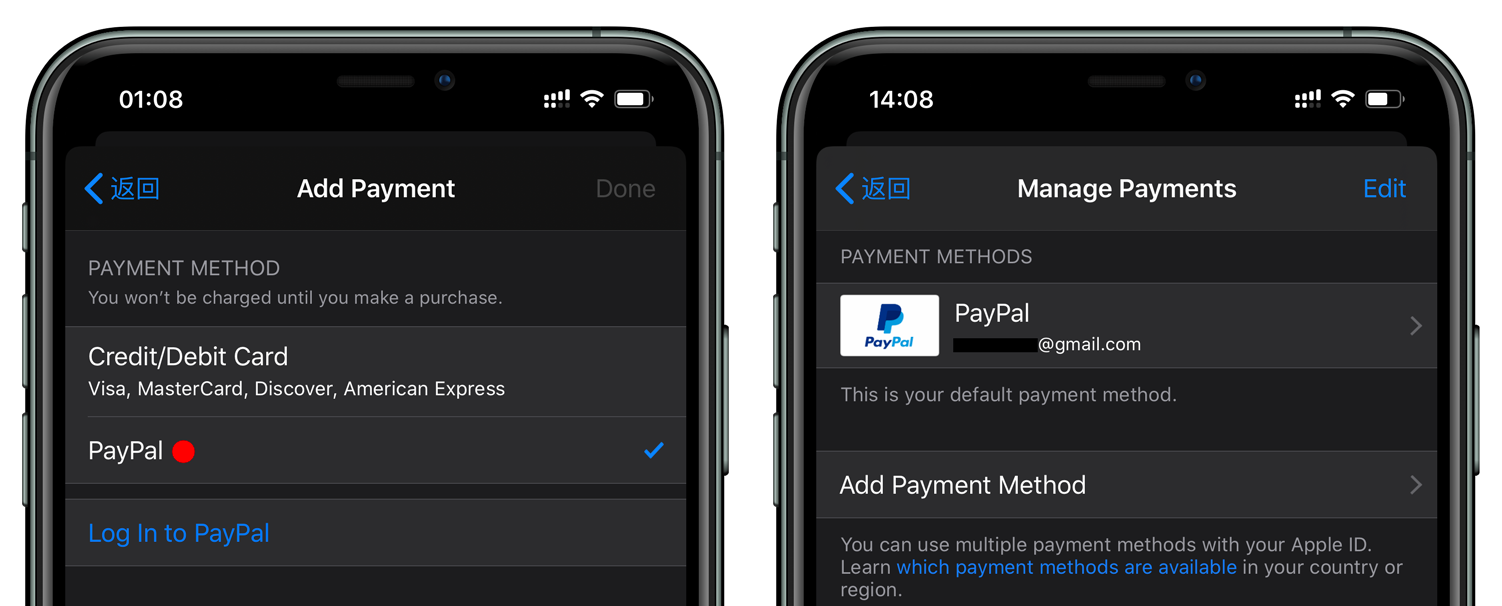 01:08
返回
Add Payment
Done
PAYMENT METHOD
You won't be charged until you make a purchase.
Credit/Debit Card
Visa, MasterCard, Discover, American Express
PayPal
Log In to PayPal
14:08
返回
Manage Payments
Edit
PAYMENT METHODS
PayPal
PayPal
@gmail.com
This is your default payment method.
Add Payment Method
You can use multiple payment methods with your Apple ID.
Learn which payment methods are available in your country or
region.